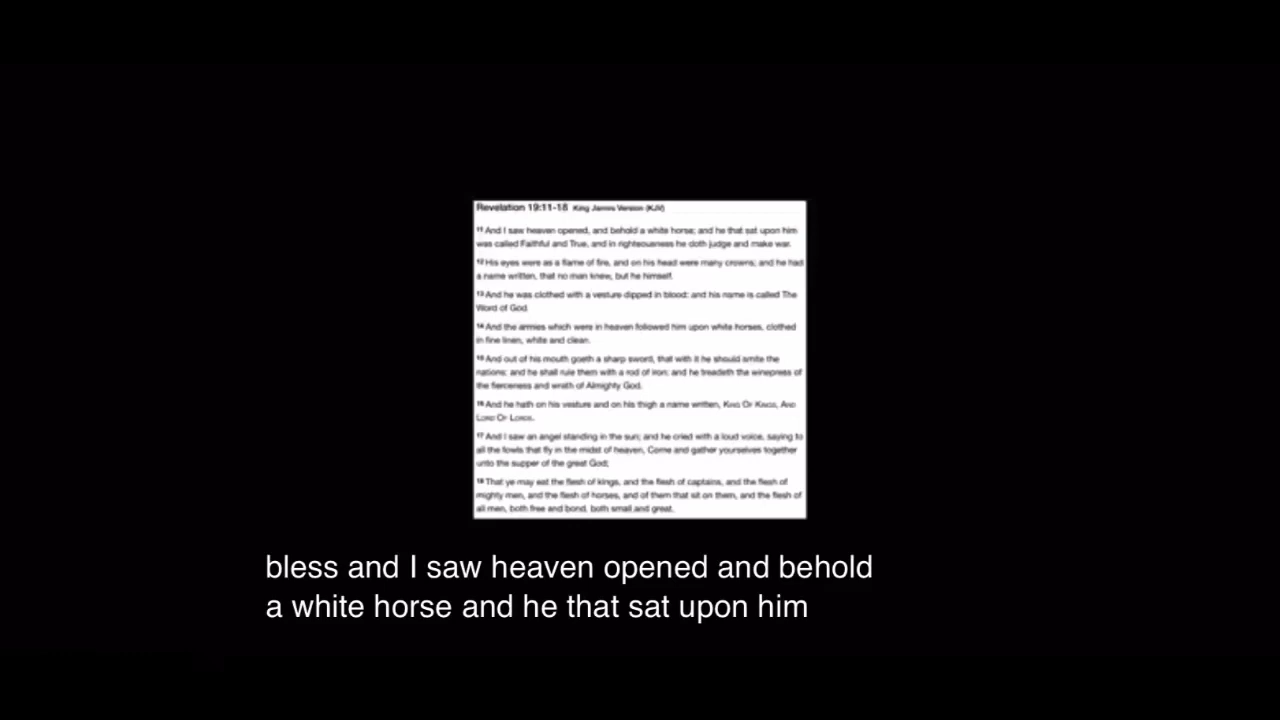 Revelation 19:11-18 King James Version (KJV)
11 And I saw heaven opened, and behold a white horse; and he that sat upon him
was called Faithful and True, and in righteousness he doth judge and make war.
12 His eyes were as a flame of fire, and on his head were many crowns; and he had
a name written, that no man knew, but he himself.
13 And he was clothed with a vesture dipped in blood: and his name is called The
Word of God.
14 And the armies which were in heaven followed him upon white horses, clothed
in fine linen, white and clean.
15 And out of his mouth goeth a sharp sword, that with it he should smite the
nations: and he shall rule them with a rod of iron: and he treadeth the winepress of
the fierceness and wrath of Almighty God.
16 And he hath on his vesture and on his thigh a name written, King Of Kings, And
Lord Of Lords.
17 And I saw an angel standing in the sun; and he cried with a loud voice, saying to
all the fowls that fly in the midst of heaven, Come and gather yourselves together
unto the supper of the great God;
18 That ye may eat the flesh of kings, and the flesh of captains, and the flesh of
mighty men, and the flesh of horses, and of them that sit on them, and the flesh of
all men, both free and bond, both small and great.
bless and I saw heaven opened and behold
a white horse and he that sat upon him